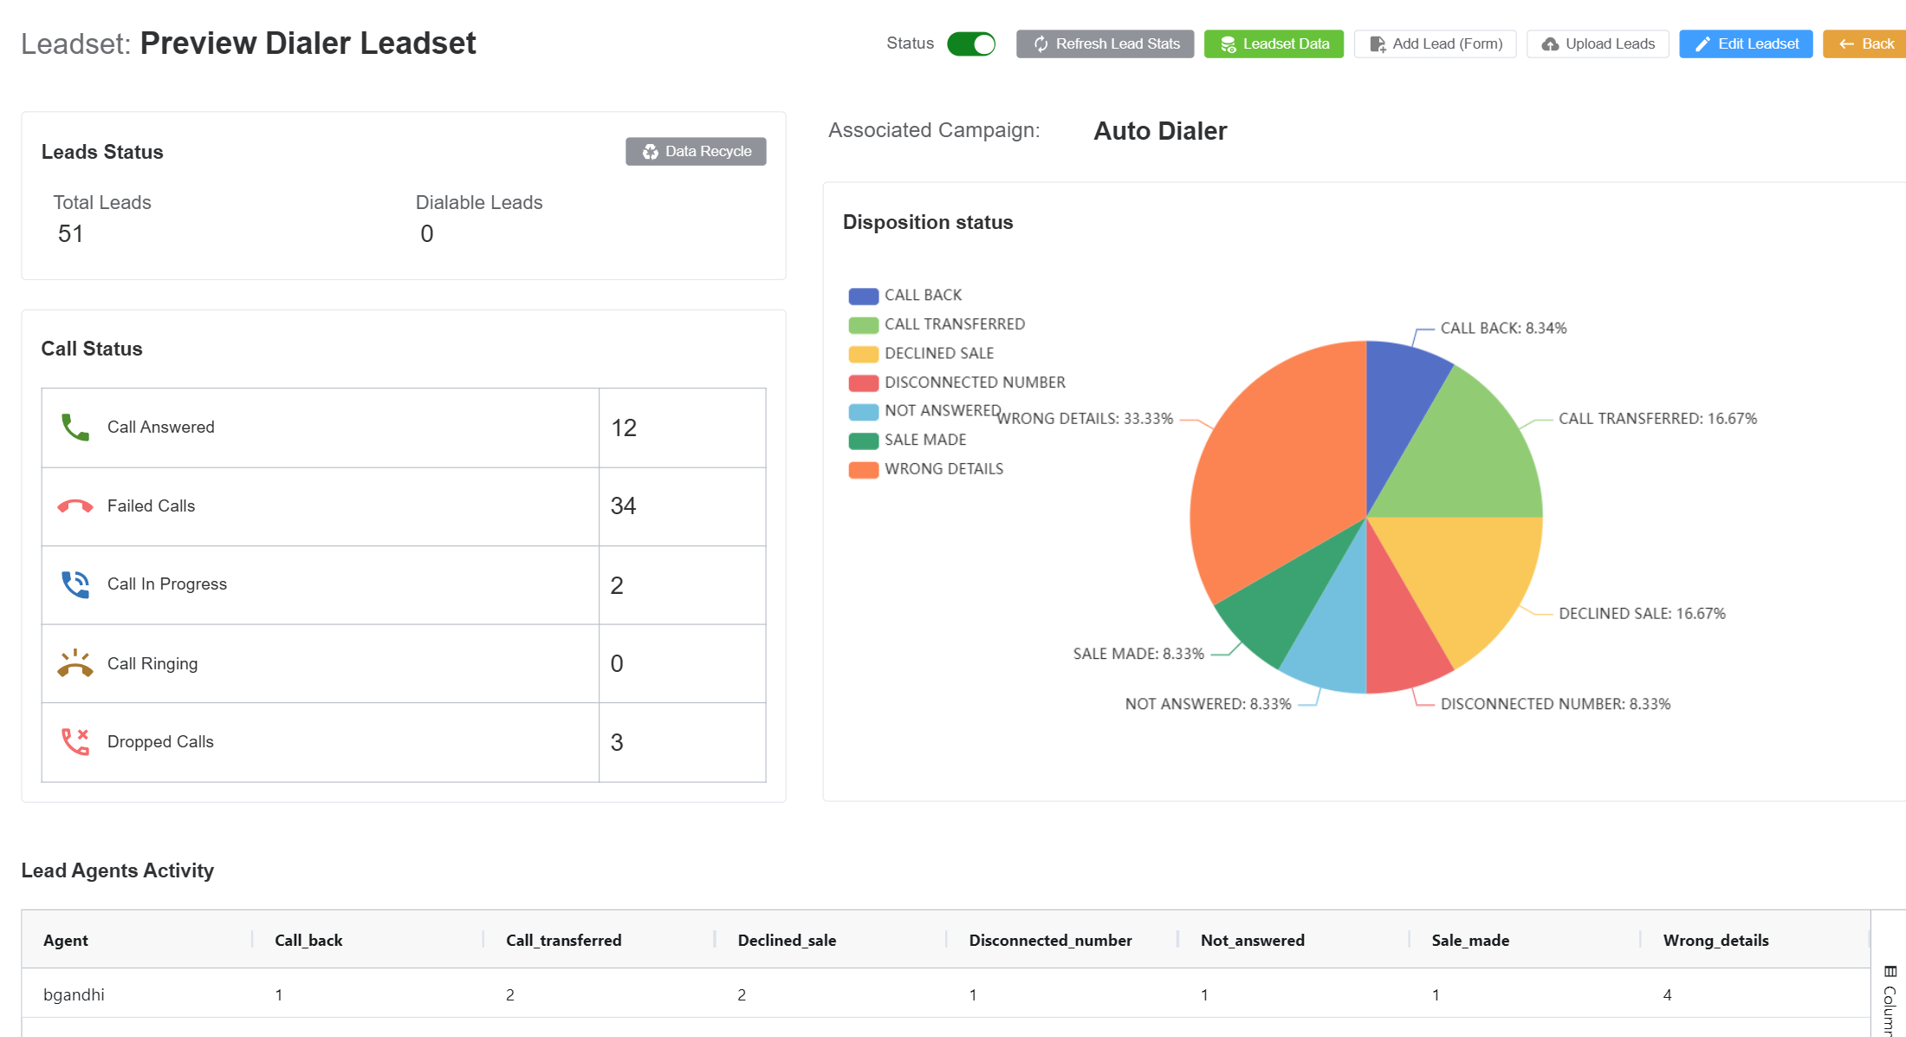 Leadset: Preview Dialer Leadset
Status
Refresh Lead Stats
Leadset Data
Add Lead (Form)
Upload Leads
Edit Leadset
Back
Leads Status
Data Recycle
Total Leads
Dialable Leads
51
0
Associated Campaign: Auto Dialer
Call Status
Call Answered 12
Failed Calls 34
Call In Progress 2
Call Ringing 0
Dropped Calls 3
Disposition status
CALL BACK
CALL TRANSFERRED
DECLINED SALE
DISCONNECTED NUMBER
NOT ANSWERED
SALE MADE
WRONG DETAILS
CALL BACK: 8.34%
WRONG DETAILS: 33.33%
CALL TRANSFERRED: 16.67%
DECLINED SALE: 16.67%
SALE MADE: 8.33%
NOT ANSWERED: 8.33%
DISCONNECTED NUMBER: 8.33%
Lead Agents Activity
Agent Call_back Call_transferred Declined_sale Disconnected_number Not_answered Sale_made Wrong_details
bgandhi 1 2 2 1 1 1 4